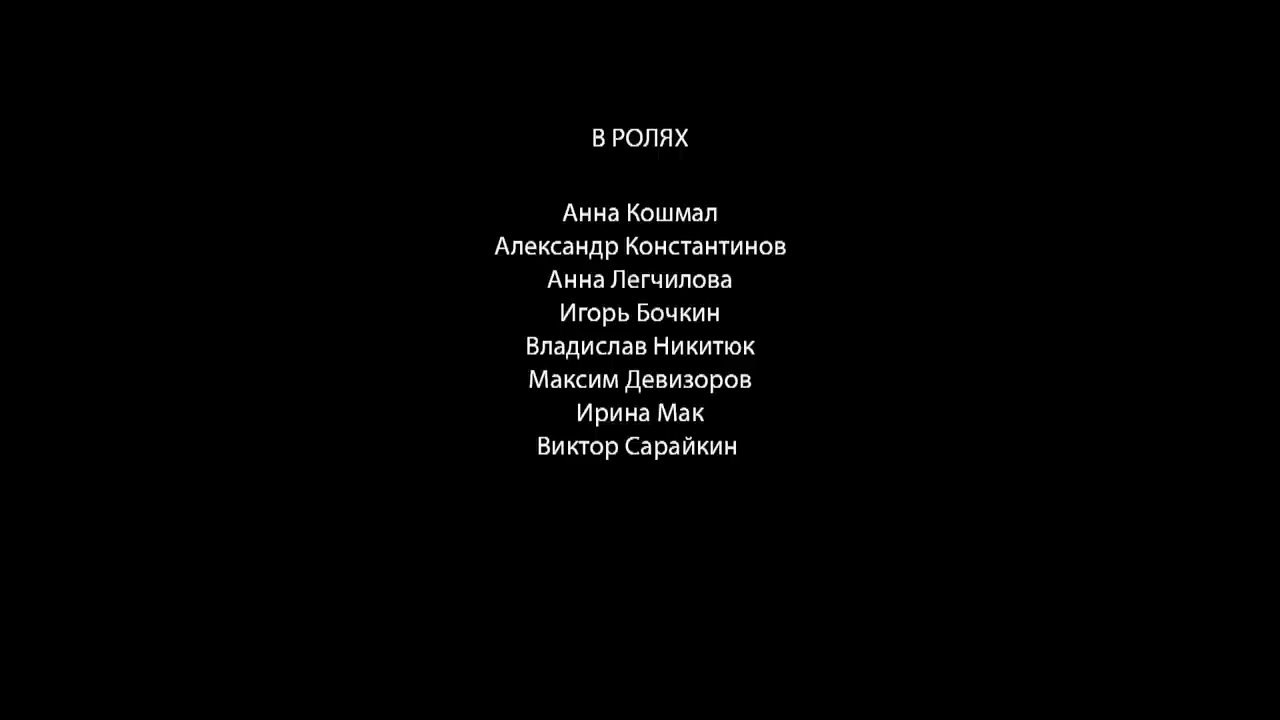 В РОЛЯХ
Анна Кошмал
Александр Константинов
Анна Легчилова
Игорь Бочкин
Владислав Никитюк
Максим Девизоров
Ирина Мак
Виктор Сарайкин